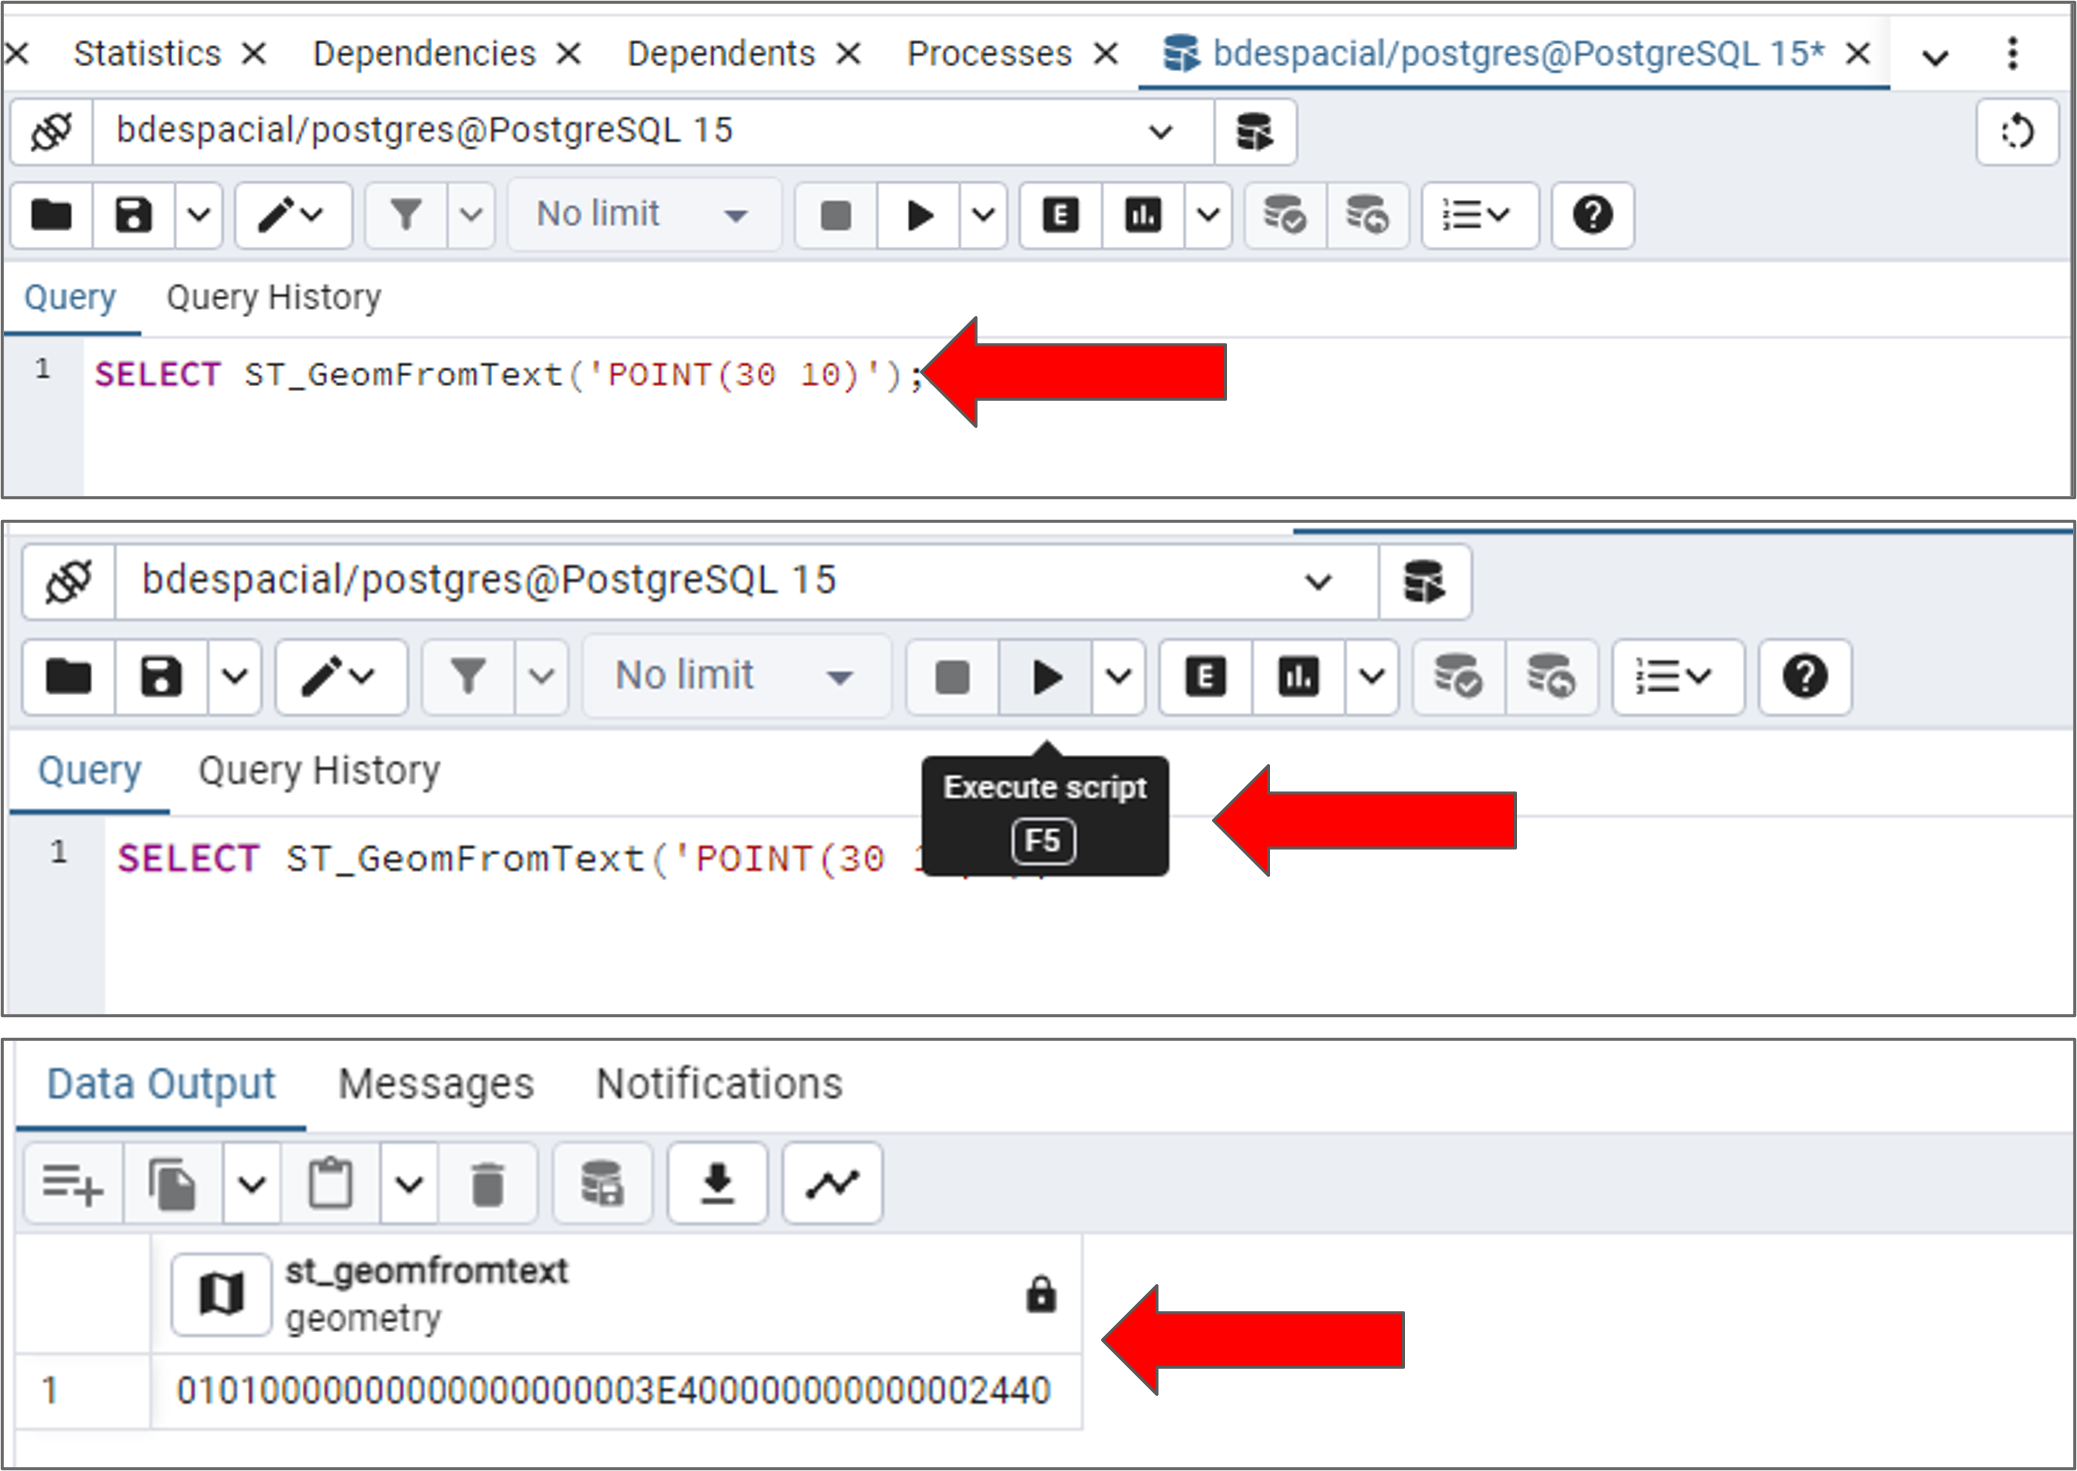 Statistics Dependencies Dependents Processes bdespacial/postgres@PostgreSQL 15*
bdespacial/postgres@PostgreSQL 15
No limit E
Query Query History
1 SELECT ST_GeomFromText('POINT(30 10)');
bdespacial/postgres@PostgreSQL 15
No limit E
Query Query History
Execute script
F5
1 SELECT ST_GeomFromText('POINT(30
Data Output Messages Notifications
st_geomfromtext
geometry
1 01010000000000000000003E400000000000002440